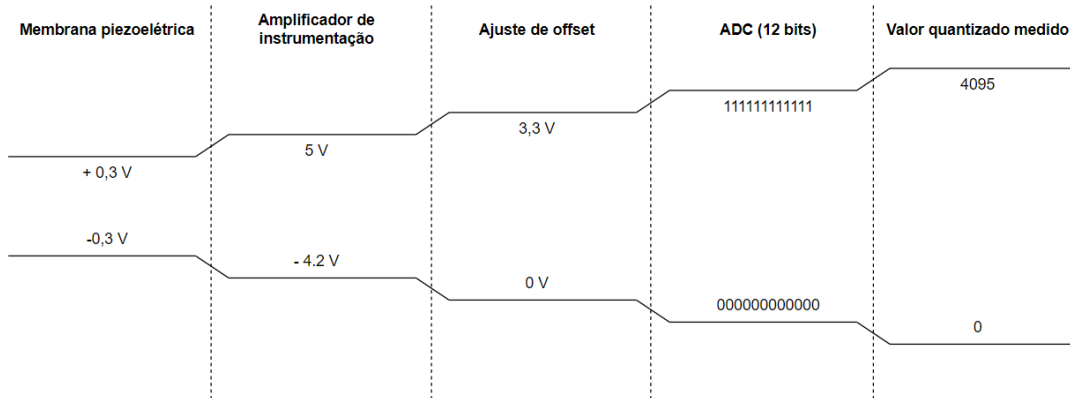 Membrana piezoelétrica
Amplificador de
instrumentação
Ajuste de offset
ADC (12 bits)
Valor quantizado medido
+ 0,3 V
5 V
3,3 V
111111111111
4095
-0,3 V
- 4.2 V
0 V
000000000000
0